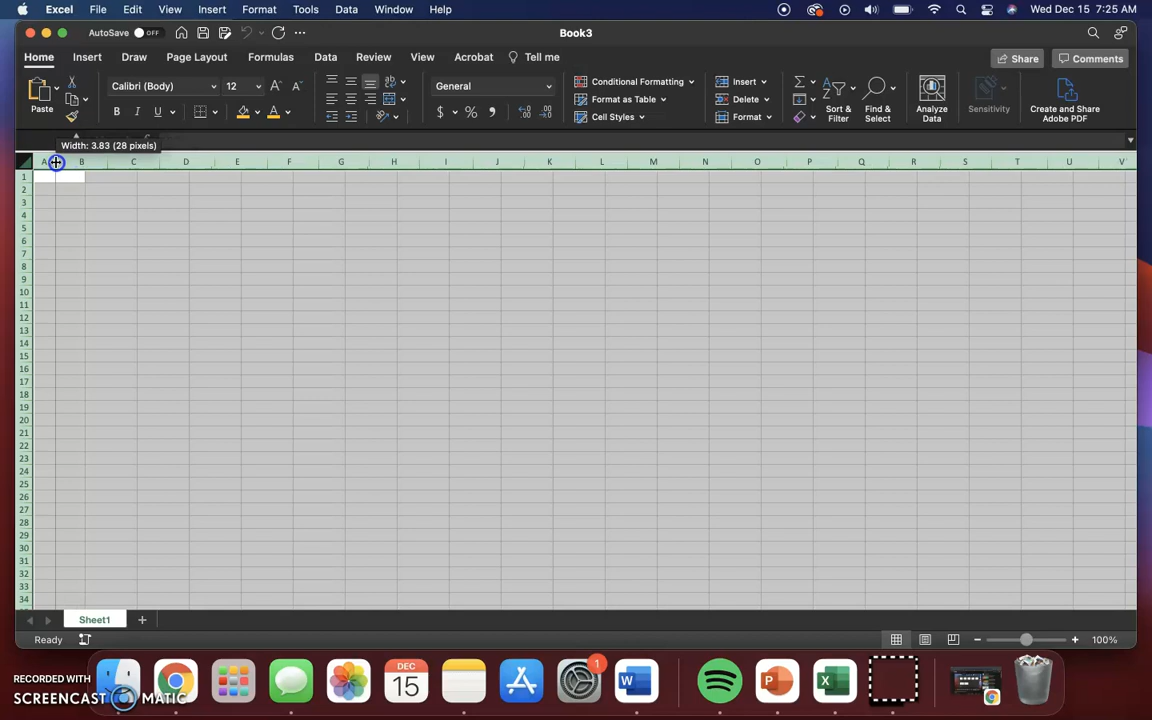 Excel File Edit View Insert Format Tools Data Window Help Wed Dec 15 7:25 AM
AutoSave OFF Book3
Home Insert Draw Page Layout Formulas Data Review View Acrobat Tell me Share Comments
Paste Calibri (Body) 12 A A ab General Conditional Formatting Insert Sort & Filter Find & Select Analyze Data Sensitivity Create and Share Adobe PDF
Format as Table Delete
B I U A $ % Cell Styles Format
Width: 3.83 (28 pixels)
A B C D E F G H I J K L M N O P Q R S T U V
1
2
3
4
5
6
7
8
9
10
11
12
13
14
15
16
17
18
19
20
21
22
23
24
25
26
27
28
29
30
31
32
33
34
Sheet1
Ready 100%
DEC
15
1
W P X
RECORDED WITH
SCREENCAST MATIC